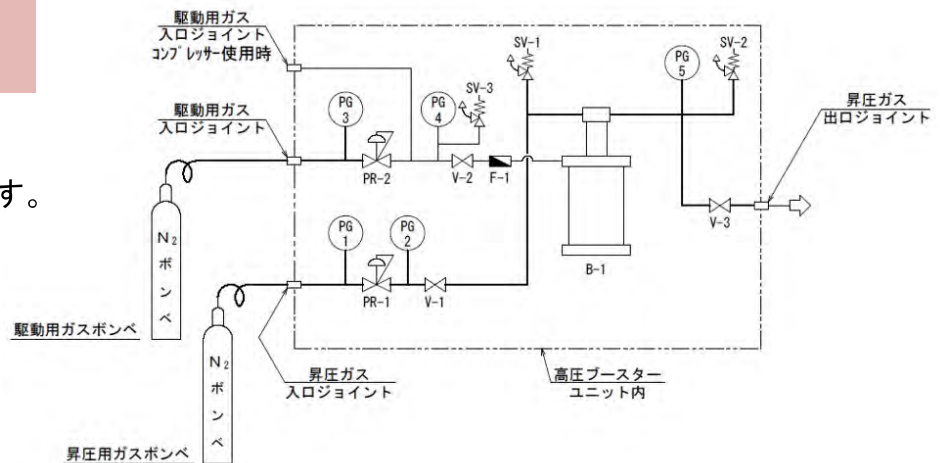 駆動用ガス
入口ジョイント
コンプレッサー使用時
駆動用ガス
入口ジョイント
す。
N₂
ボ
ン
ベ
駆動用ガスボンベ
N₂
ボ
ン
ベ
昇圧用ガスボンベ
PG
3
PR-2
PG
4
SV-3
V-2
F-1
SV-1
PG
5
SV-2
昇圧ガス
出口ジョイント
V-3
B-1
PG
1
PR-1
PG
2
V-1
昇圧ガス
入口ジョイント
高圧ブースター
ユニット内